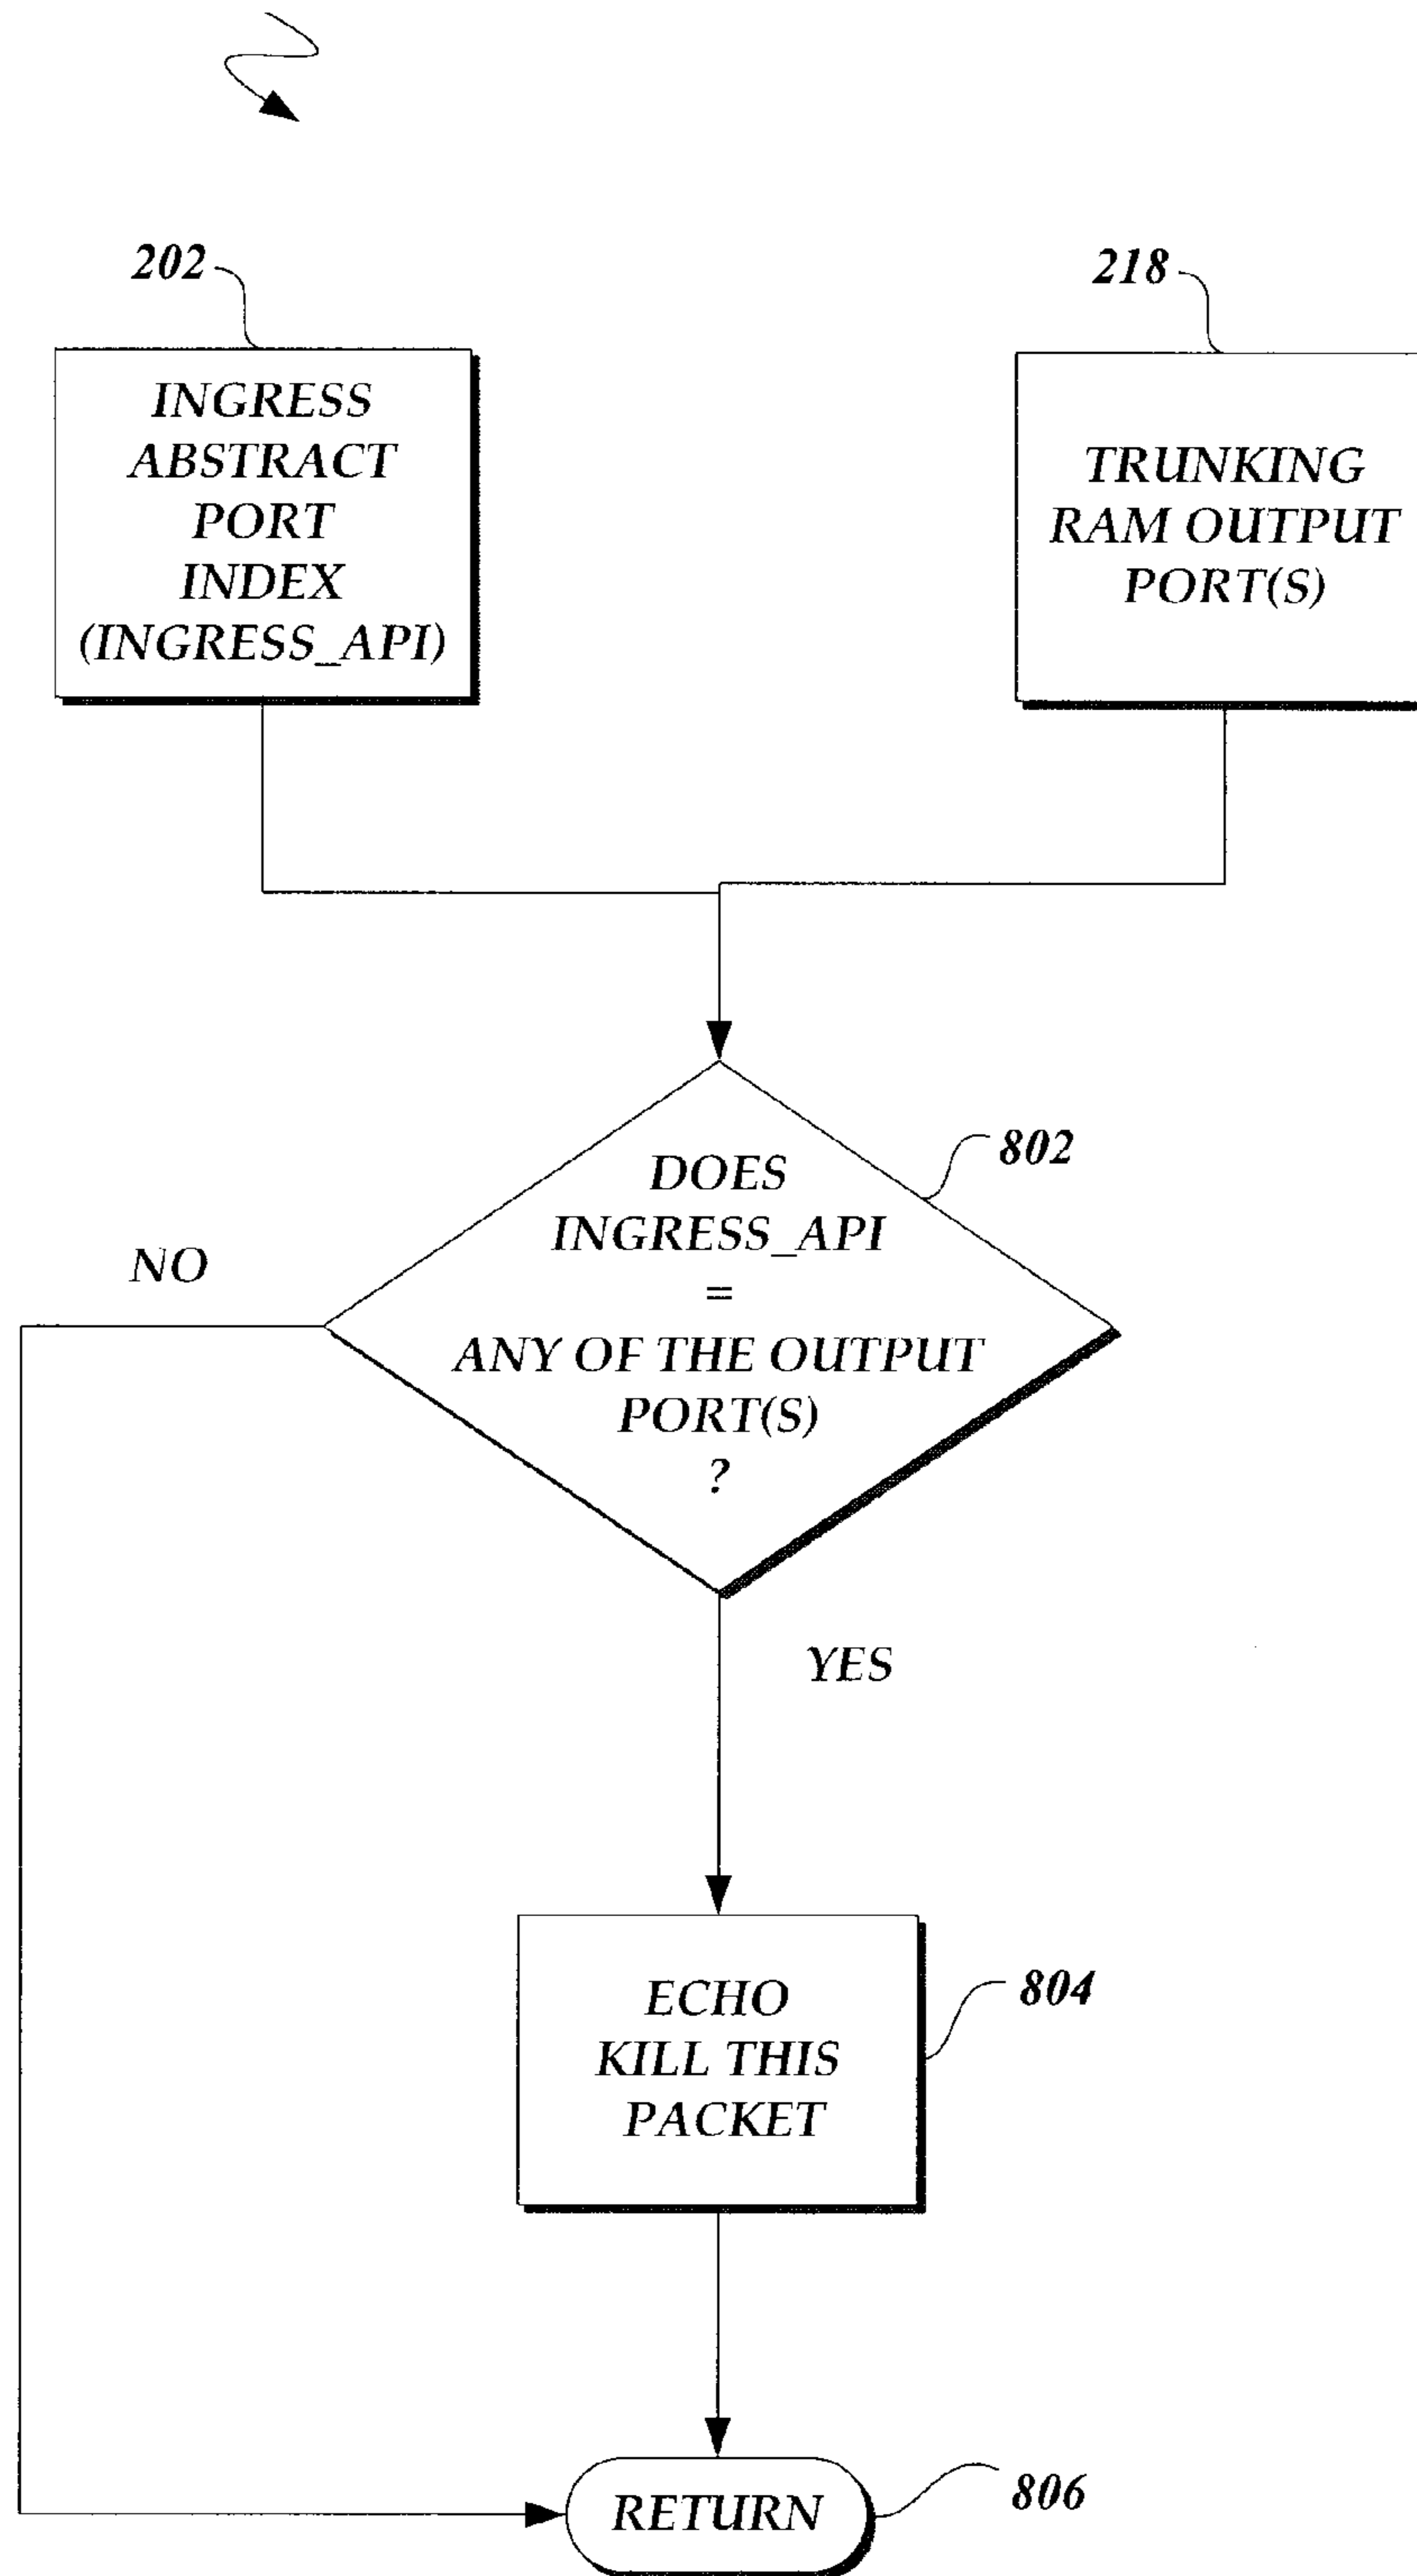 202
218
INGRESS
ABSTRACT
PORT
INDEX
(INGRESS_API)
TRUNKING
RAM OUTPUT
PORT(S)
802
DOES
INGRESS_API
=
ANY OF THE OUTPUT
PORT(S)
?
NO
YES
804
ECHO
KILL THIS
PACKET
806
RETURN